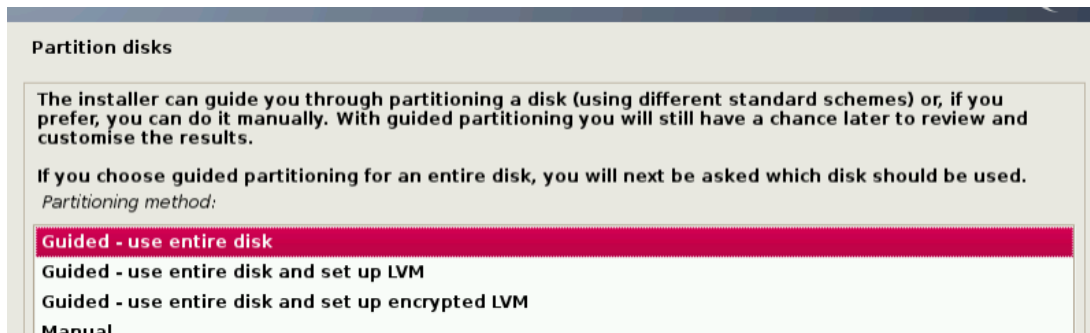 Partition disks
The installer can guide you through partitioning a disk (using different standard schemes) or, if you
prefer, you can do it manually. With guided partitioning you will still have a chance later to review and
customise the results.
If you choose guided partitioning for an entire disk, you will next be asked which disk should be used.
Partitioning method:
Guided - use entire disk
Guided - use entire disk and set up LVM
Guided - use entire disk and set up encrypted LVM
Manual